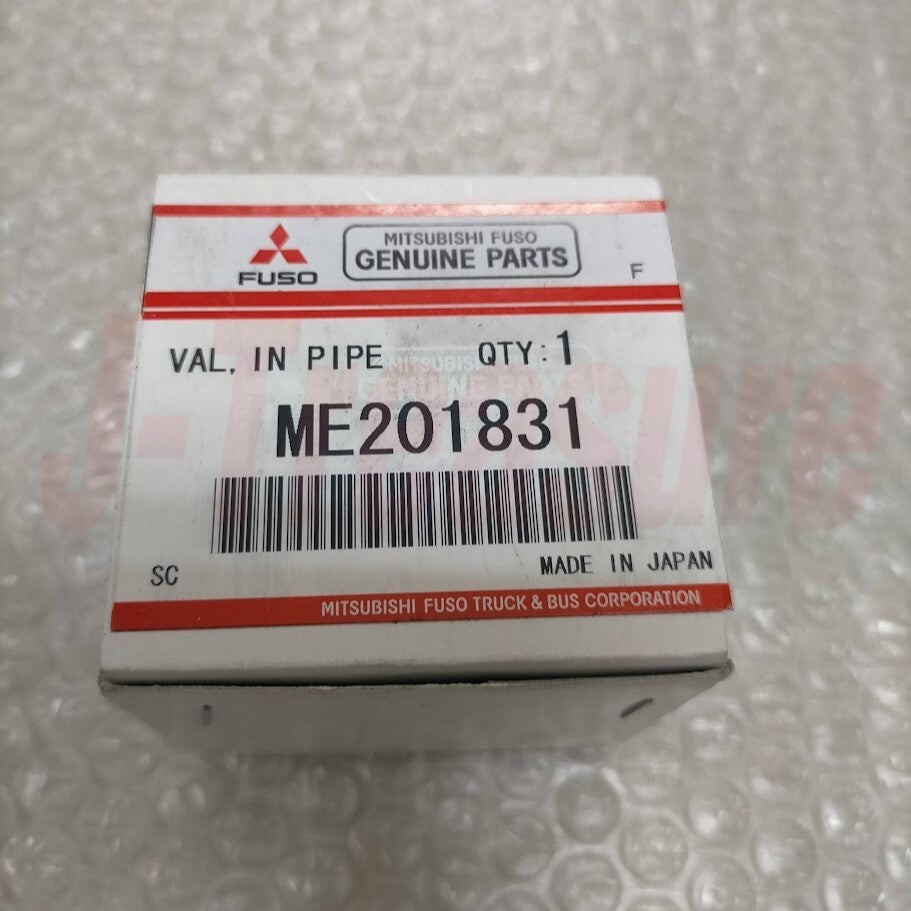 MITSUBISHI FUSO
GENUINE PARTS
FUSO
F
VAL, IN PIPE QTY:1
ME201831
SC
MADE IN JAPAN
MITSUBISHI FUSO TRUCK & BUS CORPORATION